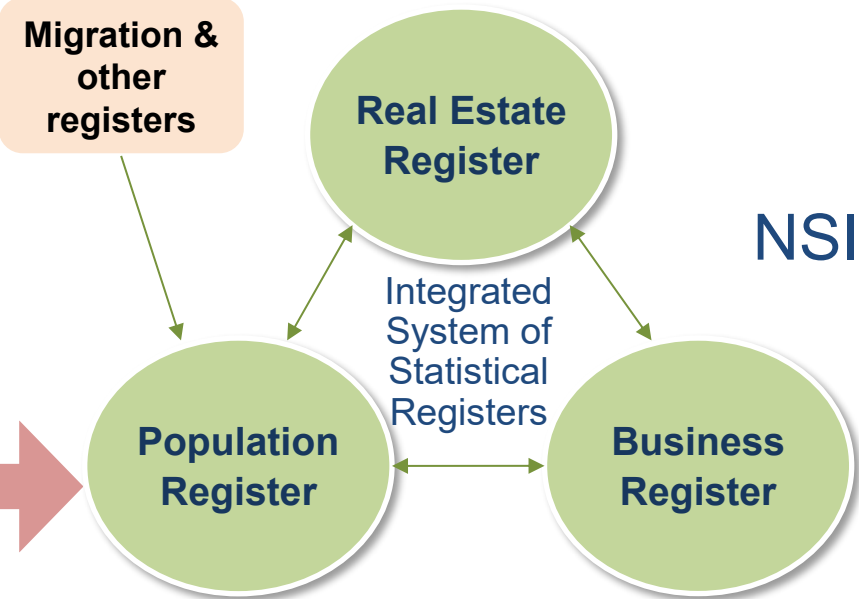 Migration &
other
registers
Real Estate
Register
NSI
Integrated
System of
Statistical
Registers
Population
Register
Business
Register